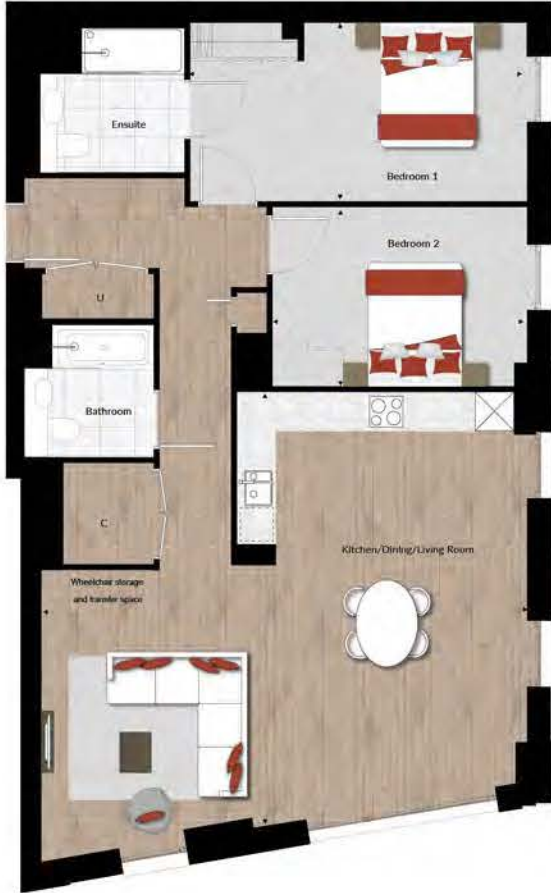 Ensuite
Bedroom 1
Bedroom 2
U
Bathroom
C
Kitchen/Dining/Living Room
Wheelchair storage
and transfer space